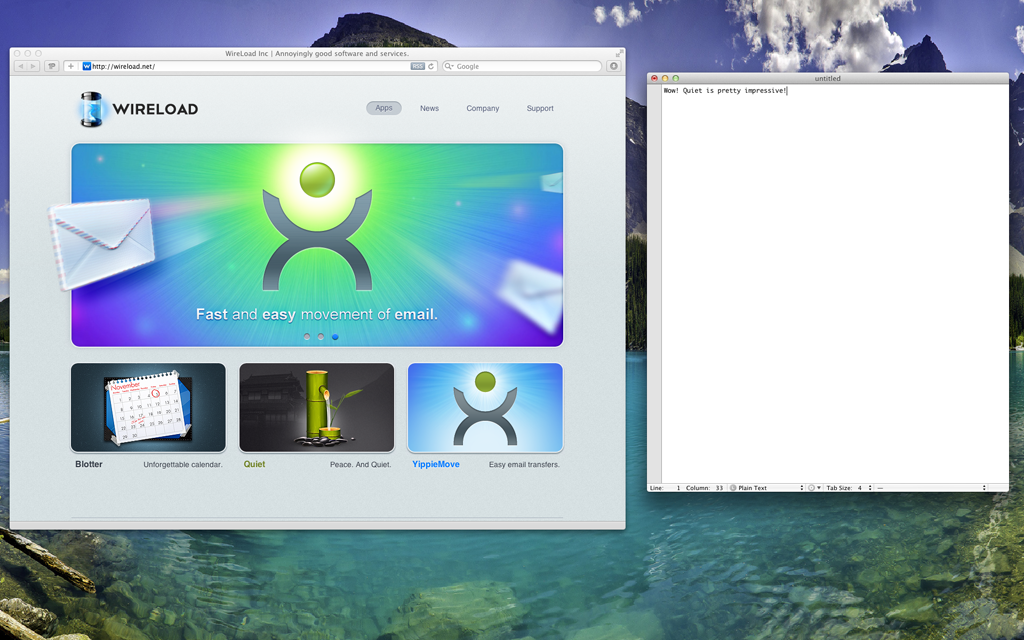 WireLoad Inc | Annoyingly good software and services.
http://wireload.net/
RSS
Google
WIRELOAD
Apps
News
Company
Support
Fast and easy movement of email.
November
Blotter
Unforgettable calendar.
Quiet
Peace. And Quiet.
YippieMove
Easy email transfers.
untitled
Wow! Quiet is pretty impressive!
Line: 1 Column: 33 Plain Text Tab Size: 4 —